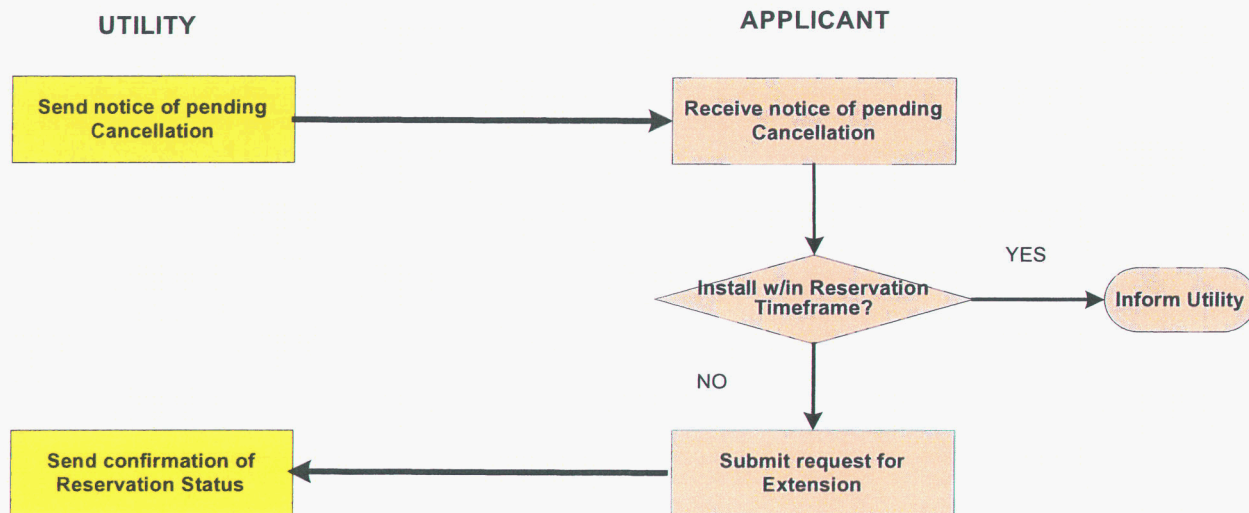 UTILITY
APPLICANT
Send notice of pending
Cancellation
Receive notice of pending
Cancellation
Install w/in Reservation
Timeframe?
YES
Inform Utility
NO
Submit request for
Extension
Send confirmation of
Reservation Status